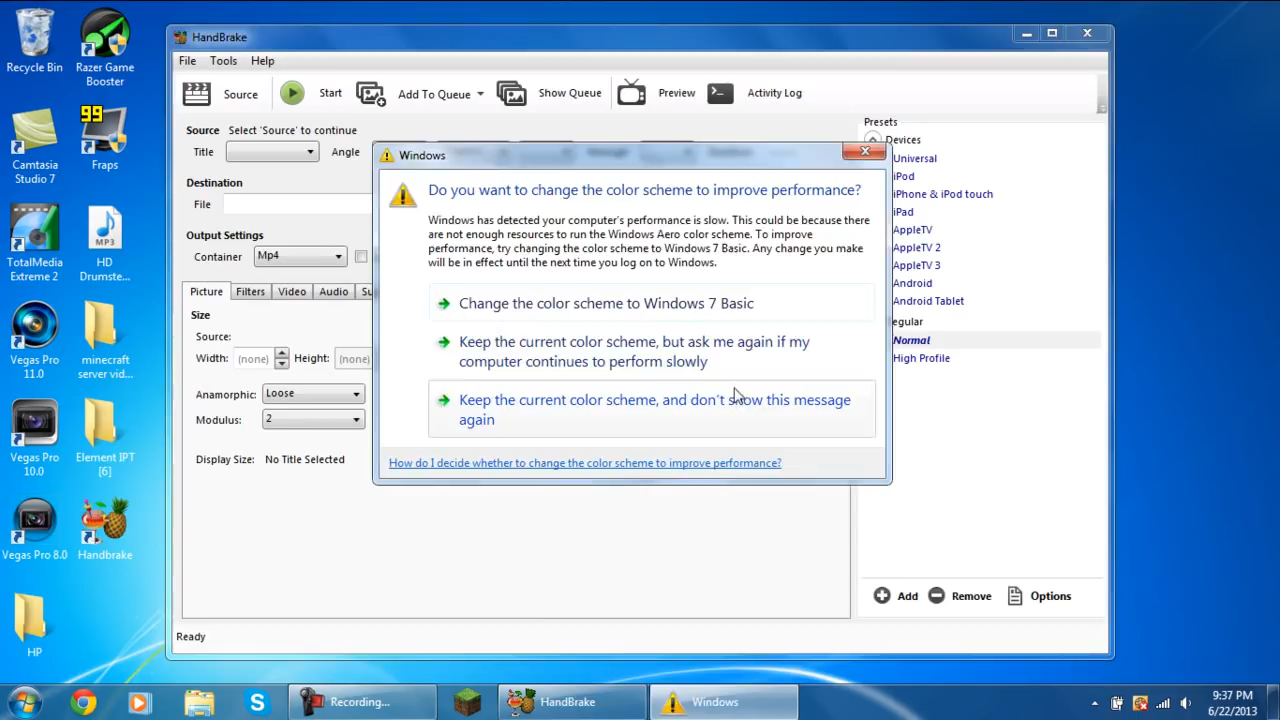 Recycle Bin
Razer Game
Booster
Camtasia
Studio 7
99
Fraps
TotalMedia
Extreme 2
MP3
HD
Drumste...
Vegas Pro
11.0
minecraft
server vid...
Vegas Pro
10.0
Element IPT
[6]
Vegas Pro 8.0
Handbrake
HP
HandBrake
File Tools Help
Source Start Add To Queue Show Queue Preview Activity Log
Source Select 'Source' to continue
Title Angle
Destination
File
Output Settings
Container Mp4
Picture Filters Video Audio Su
Size
Source:
Width: (none) Height: (none)
Anamorphic: Loose
Modulus: 2
Display Size: No Title Selected
Windows
Do you want to change the color scheme to improve performance?
Windows has detected your computer's performance is slow. This could be because there
are not enough resources to run the Windows Aero color scheme. To improve
performance, try changing the color scheme to Windows 7 Basic. Any change you make
will be in effect until the next time you log on to Windows.
Change the color scheme to Windows 7 Basic
Keep the current color scheme, but ask me again if my
computer continues to perform slowly
Keep the current color scheme, and don't show this message
again
How do I decide whether to change the color scheme to improve performance?
Presets
Devices
Universal
iPod
iPhone & iPod touch
iPad
AppleTV
AppleTV 2
AppleTV 3
Android
Android Tablet
egular
Normal
High Profile
Add Remove Options
Ready
Recording...
HandBrake
Windows
9:37 PM
6/22/2013